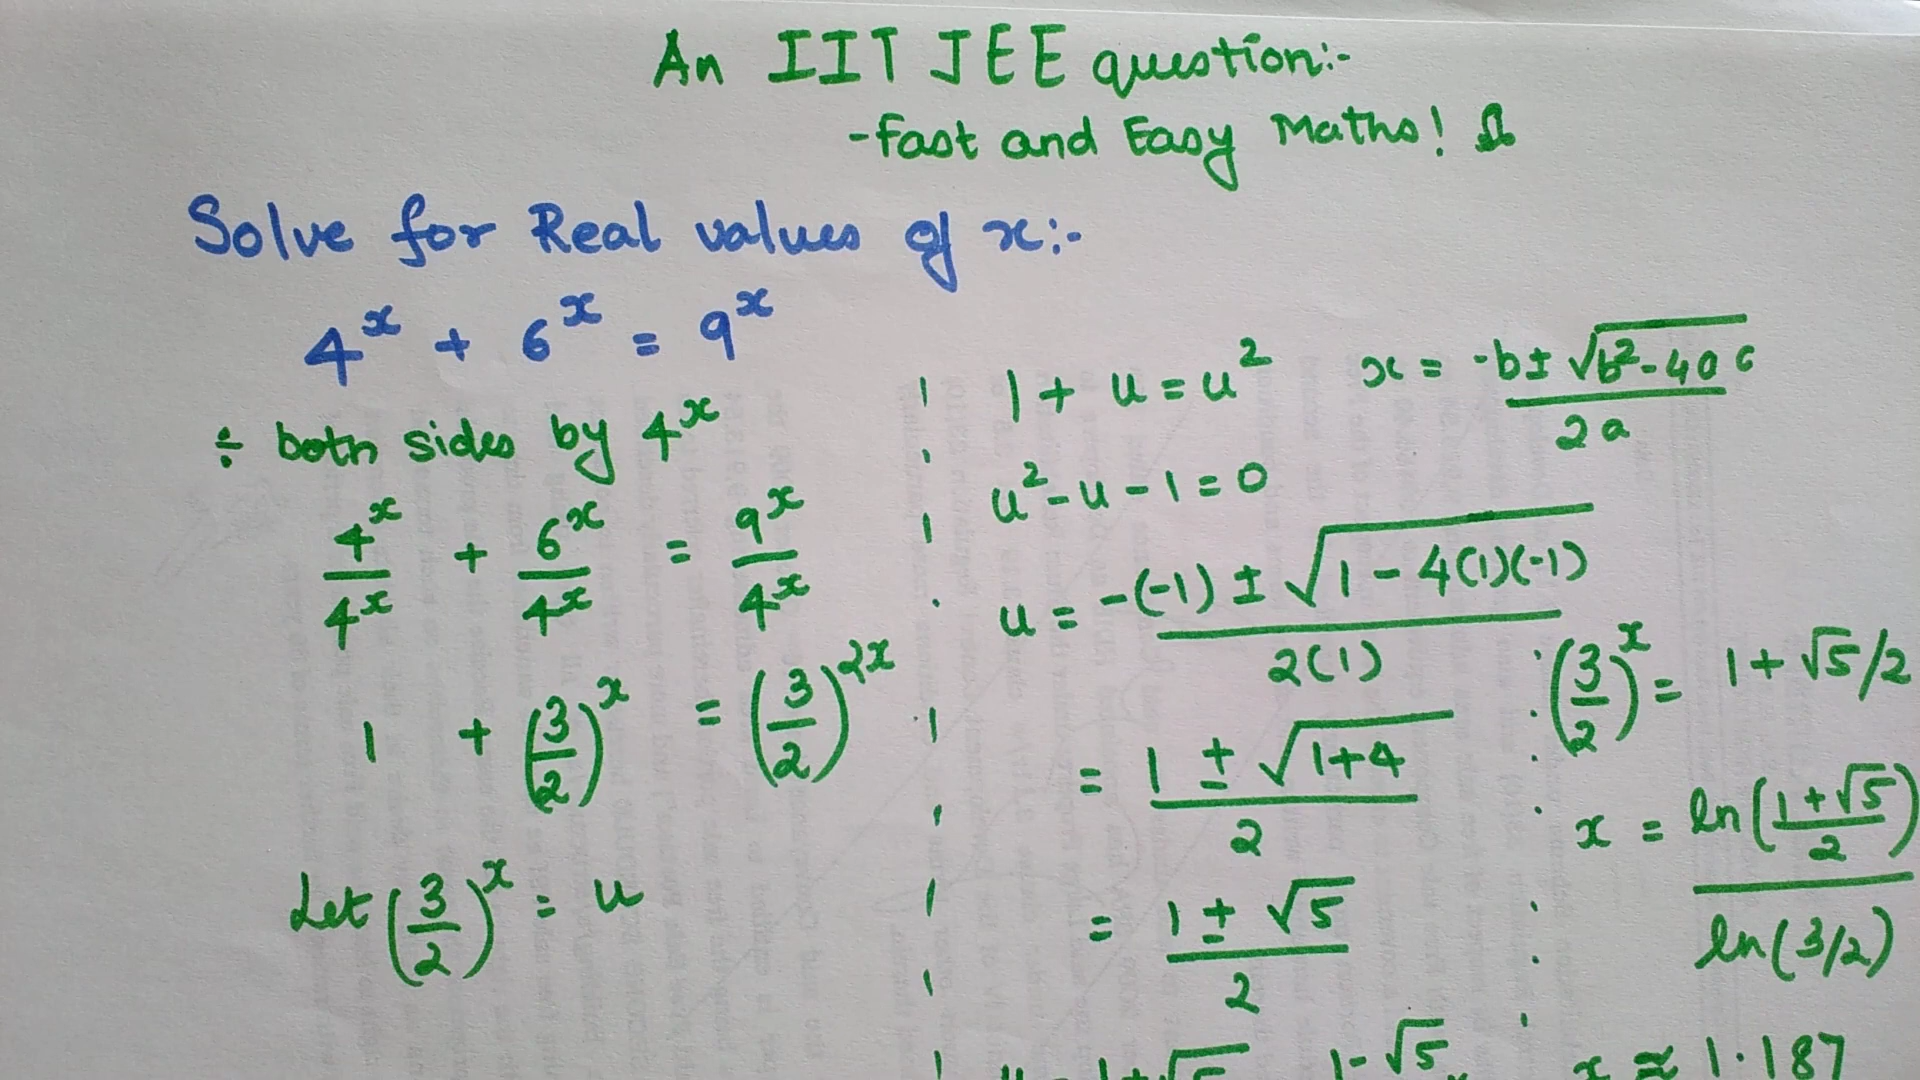 An IIT JEE question:-
-Fast and Easy Maths!
Solve for Real values of x:-
4^x + 6^x = 9^x
÷ both sides by 4^x
4^x/4^x + 6^x/4^x = 9^x/4^x
1 + (3/2)^x = (3/2)^2x
Let (3/2)^x = u
1 + u = u^2
u^2 - u - 1 = 0
u = -(-1) ± √1 - 4(1)(-1) / 2(1)
= 1 ± √1+4 / 2
= 1 ± √5 / 2
1-√5
x = -b ± √b^2-4ac / 2a
(3/2)^x = 1 + √5/2
x = ln(1+√5/2) / ln(3/2)
x ≈ 1.187